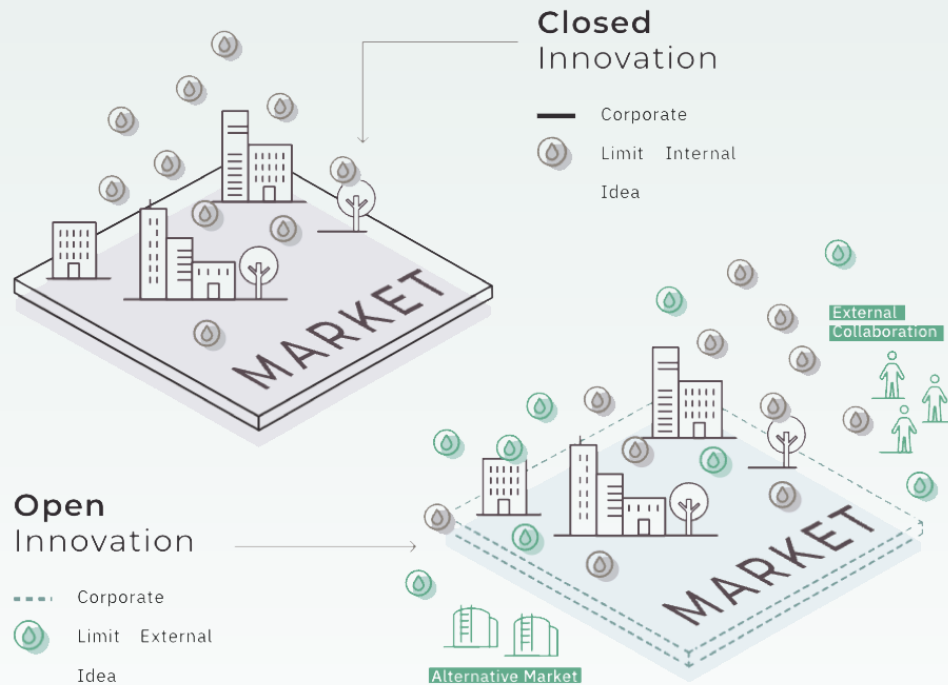 Closed
Innovation
Corporate
Limit Internal
Idea
MARKET
External
Collaboration
Open
Innovation
Corporate
Limit External
Idea
MARKET
Alternative Market